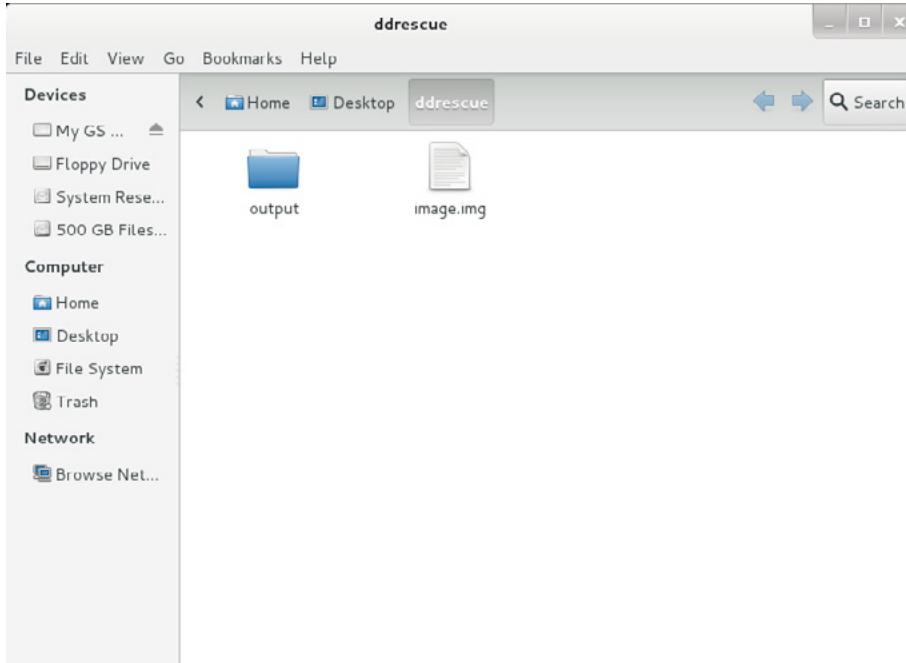 ddrescue
File Edit View Go Bookmarks Help
Devices
My GS ...
Floppy Drive
System Rese...
500 GB Files...
Computer
Home
Desktop
File System
Trash
Network
Browse Net...
Home Desktop ddrescue
Search
output
image.img